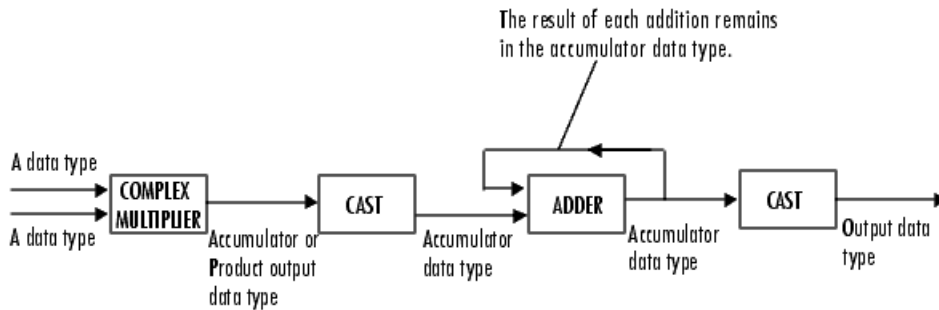 The result of each addition remains
in the accumulator data type.
A data type
A data type
COMPLEX
MULTIPLIER
Accumulator or
Product output
data type
CAST
Accumulator
data type
ADDER
Accumulator
data type
CAST
Output data
type